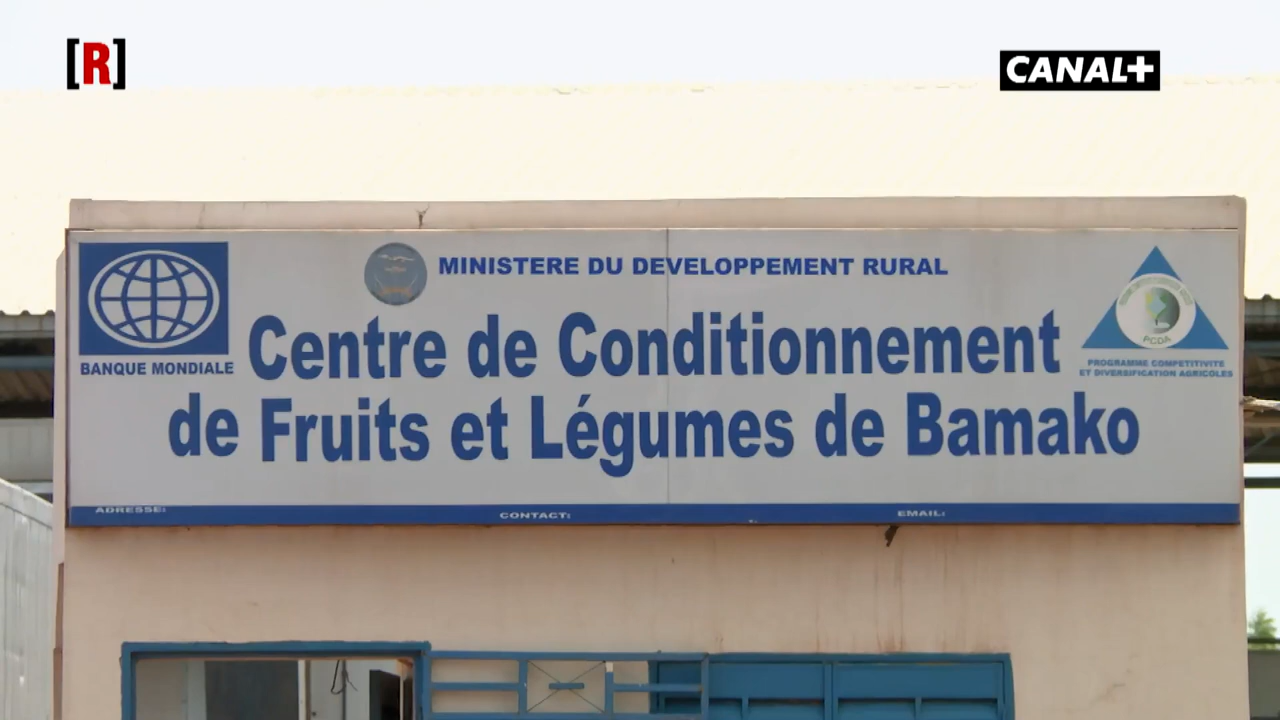 [R]
CANAL+
BANQUE MONDIALE
MINISTERE DU DEVELOPPEMENT RURAL
Centre de Conditionnement
de Fruits et Légumes de Bamako
PCDA
PROGRAMME COMPETITIVITE
ET DIVERSIFICATION AGRICOLES
ADRESSE:
CONTACT:
EMAIL: